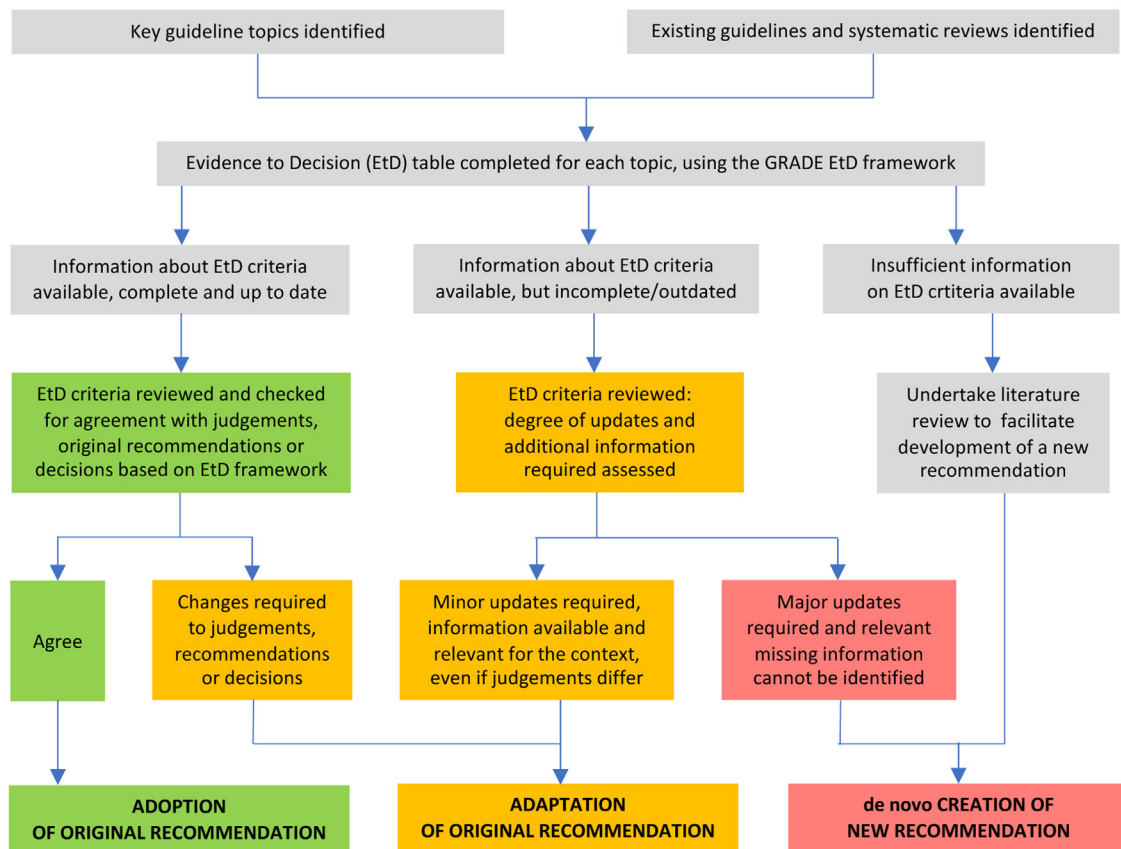 Key guideline topics identified
Existing guidelines and systematic reviews identified
Evidence to Decision (EtD) table completed for each topic, using the GRADE EtD framework
Information about EtD criteria
available, complete and up to date
Information about EtD criteria
available, but incomplete/outdated
Insufficient information
on EtD crtiteria available
EtD criteria reviewed and checked
for agreement with judgements,
original recommendations or
decisions based on EtD framework
EtD criteria reviewed:
degree of updates and
additional information
required assessed
Undertake literature
review to facilitate
development of a new
recommendation
Agree
Changes required
to judgements,
recommendations
or decisions
Minor updates required,
information available and
relevant for the context,
even if judgements differ
Major updates
required and relevant
missing information
cannot be identified
ADOPTION
OF ORIGINAL RECOMMENDATION
ADAPTATION
OF ORIGINAL RECOMMENDATION
de novo CREATION OF
NEW RECOMMENDATION